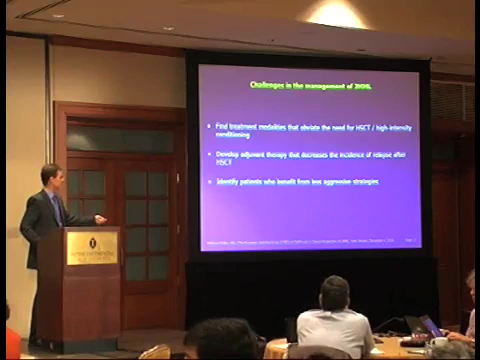 Challenges in the management of JMML
• Find treatment modalities that obviate the need for HSCT / high-intensity
conditioning
• Develop adjuvant therapy that decreases the incidence of relapse after
HSCT
• Identify patients who benefit from less aggressive strategies